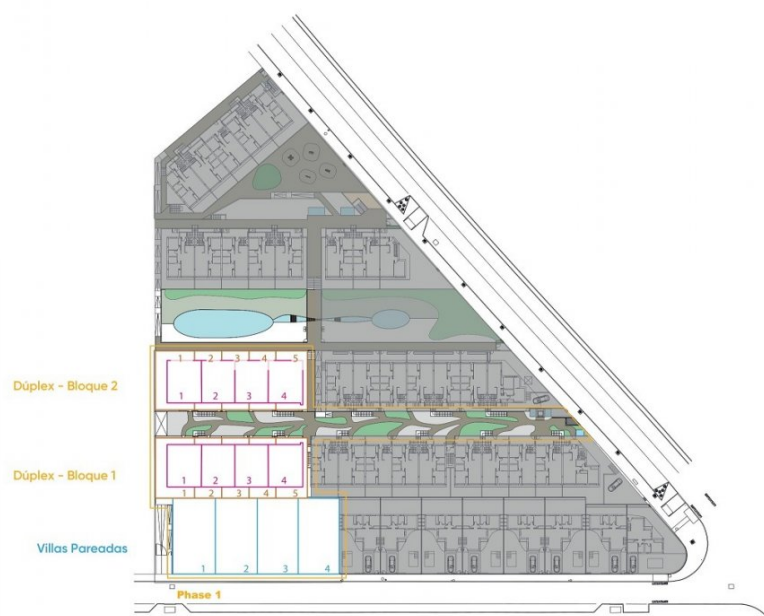 1 2 3 4 5
Dúplex - Bloque 2
1 2 3 4
Dúplex - Bloque 1
1 2 3 4
1 2 3 4 5
Villas Pareadas
1 2 3 4
Phase 1